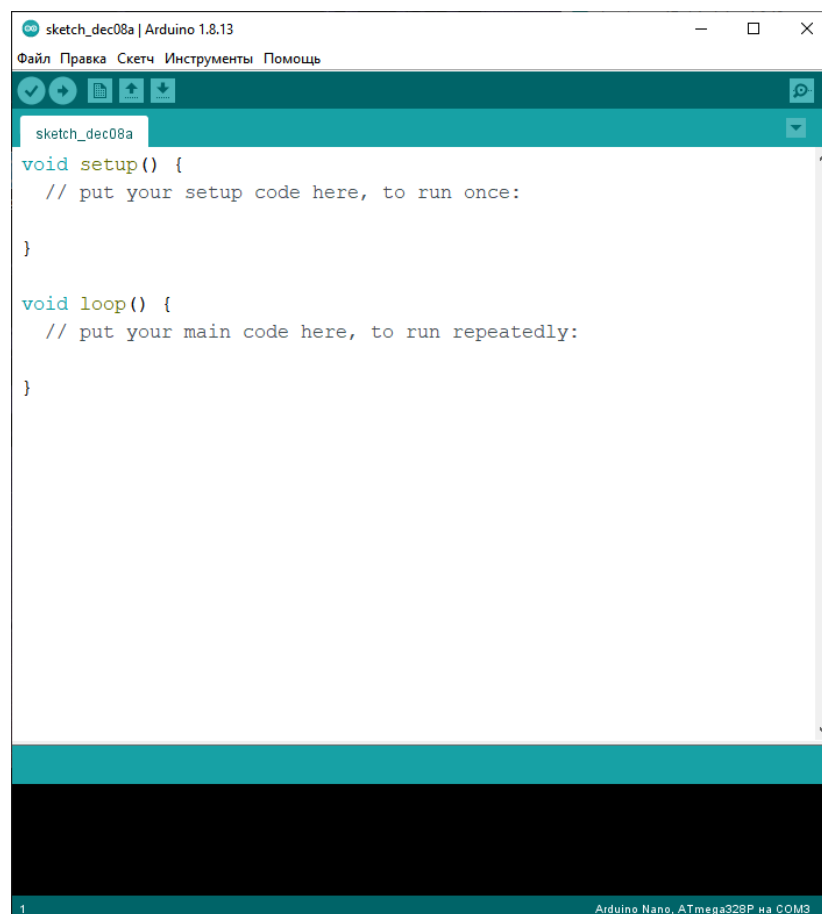 sketch_dec08a | Arduino 1.8.13
Файл Правка Скетч Инструменты Помощь
sketch_dec08a
void setup() {
  // put your setup code here, to run once:
}
void loop() {
  // put your main code here, to run repeatedly:
}
1 Arduino Nano, ATmega328P на COM3